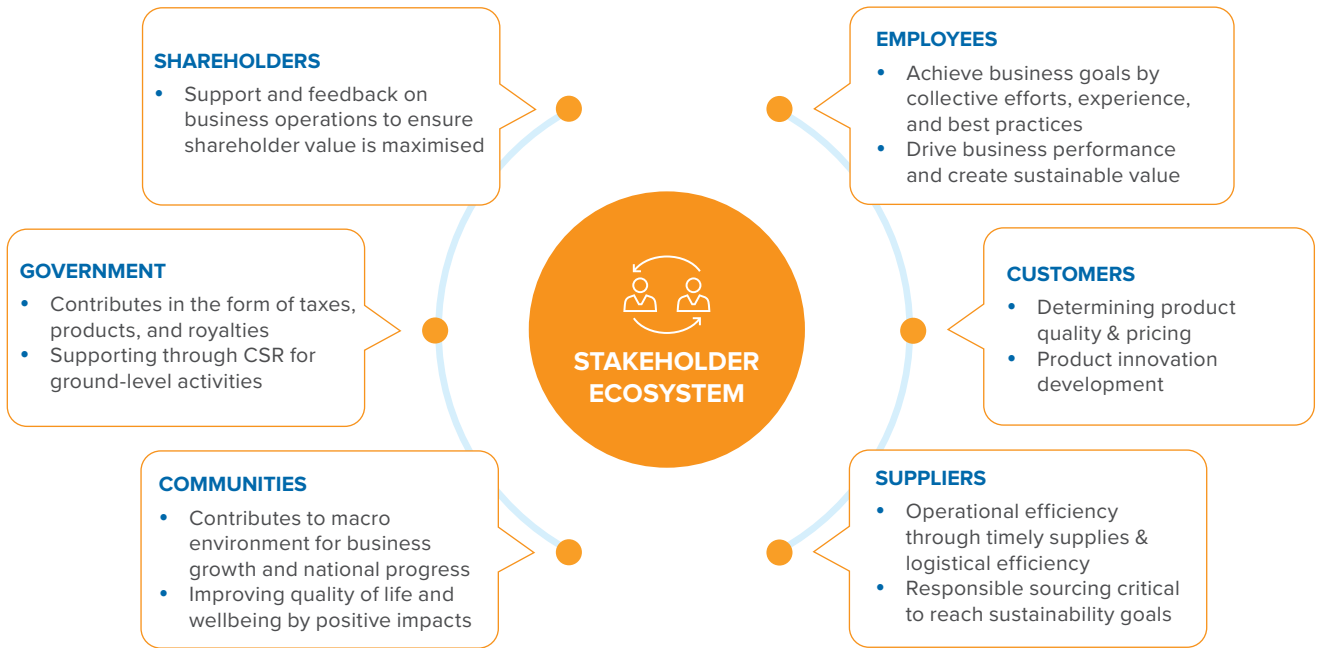 SHAREHOLDERS
• Support and feedback on
business operations to ensure
shareholder value is maximised
EMPLOYEES
• Achieve business goals by
collective efforts, experience,
and best practices
• Drive business performance
and create sustainable value
GOVERNMENT
• Contributes in the form of taxes,
products, and royalties
• Supporting through CSR for
ground-level activities
STAKEHOLDER
ECOSYSTEM
CUSTOMERS
• Determining product
quality & pricing
• Product innovation
development
COMMUNITIES
• Contributes to macro
environment for business
growth and national progress
• Improving quality of life and
wellbeing by positive impacts
SUPPLIERS
• Operational efficiency
through timely supplies &
logistical efficiency
• Responsible sourcing critical
to reach sustainability goals